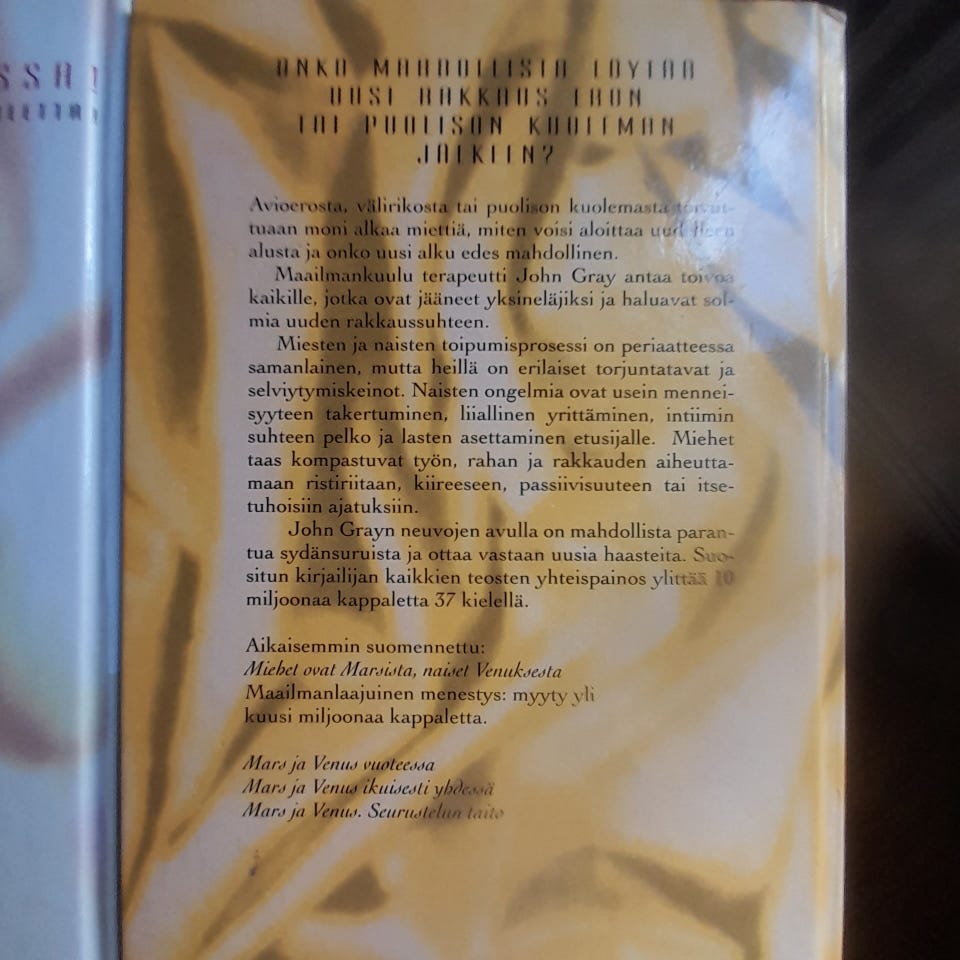 SSA
ONKO MAHDOLLISTA LÖYTÄÄ
UUSI RAKKAUS ERON
TAI PUOLISON KUOLEMAN
JÄLKEEN?
Avioerosta, välirikosta tai puolison kuolemasta toivut-
tuaan moni alkaa miettiä, miten voisi aloittaa uudelleen
alusta ja onko uusi alku edes mahdollinen.
Maailmankuulu terapeutti John Gray antaa toivoa
kaikille, jotka ovat jääneet yksineläjiksi ja haluavat sol-
mia uuden rakkaussuhteen.
Miesten ja naisten toipumisprosessi on periaatteessa
samanlainen, mutta heillä on erilaiset torjuntatavat ja
selviytymiskeinot. Naisten ongelmia ovat usein mennei-
syyteen takertuminen, liiallinen yrittäminen, intiimin
suhteen pelko ja lasten asettaminen etusijalle. Miehet
taas kompastuvat työn, rahan ja rakkauden aiheutta-
maan ristiriitaan, kiireeseen, passiivisuuteen tai itse-
tuhoisiin ajatuksiin.
John Grayn neuvojen avulla on mahdollista paran-
tua sydänsuruista ja ottaa vastaan uusia haasteita. Suo-
situn kirjailijan kaikkien teosten yhteispainos ylittää 10
miljoonaa kappaletta 37 kielellä.
Aikaisemmin suomennettu:
Miehet ovat Marsista, naiset Venuksesta
Maailmanlaajuinen menestys: myyty yli
kuusi miljoonaa kappaletta.
Mars ja Venus vuoteessa
Mars ja Venus ikuisesti yhdessä
Mars ja Venus. Seurustelun taito